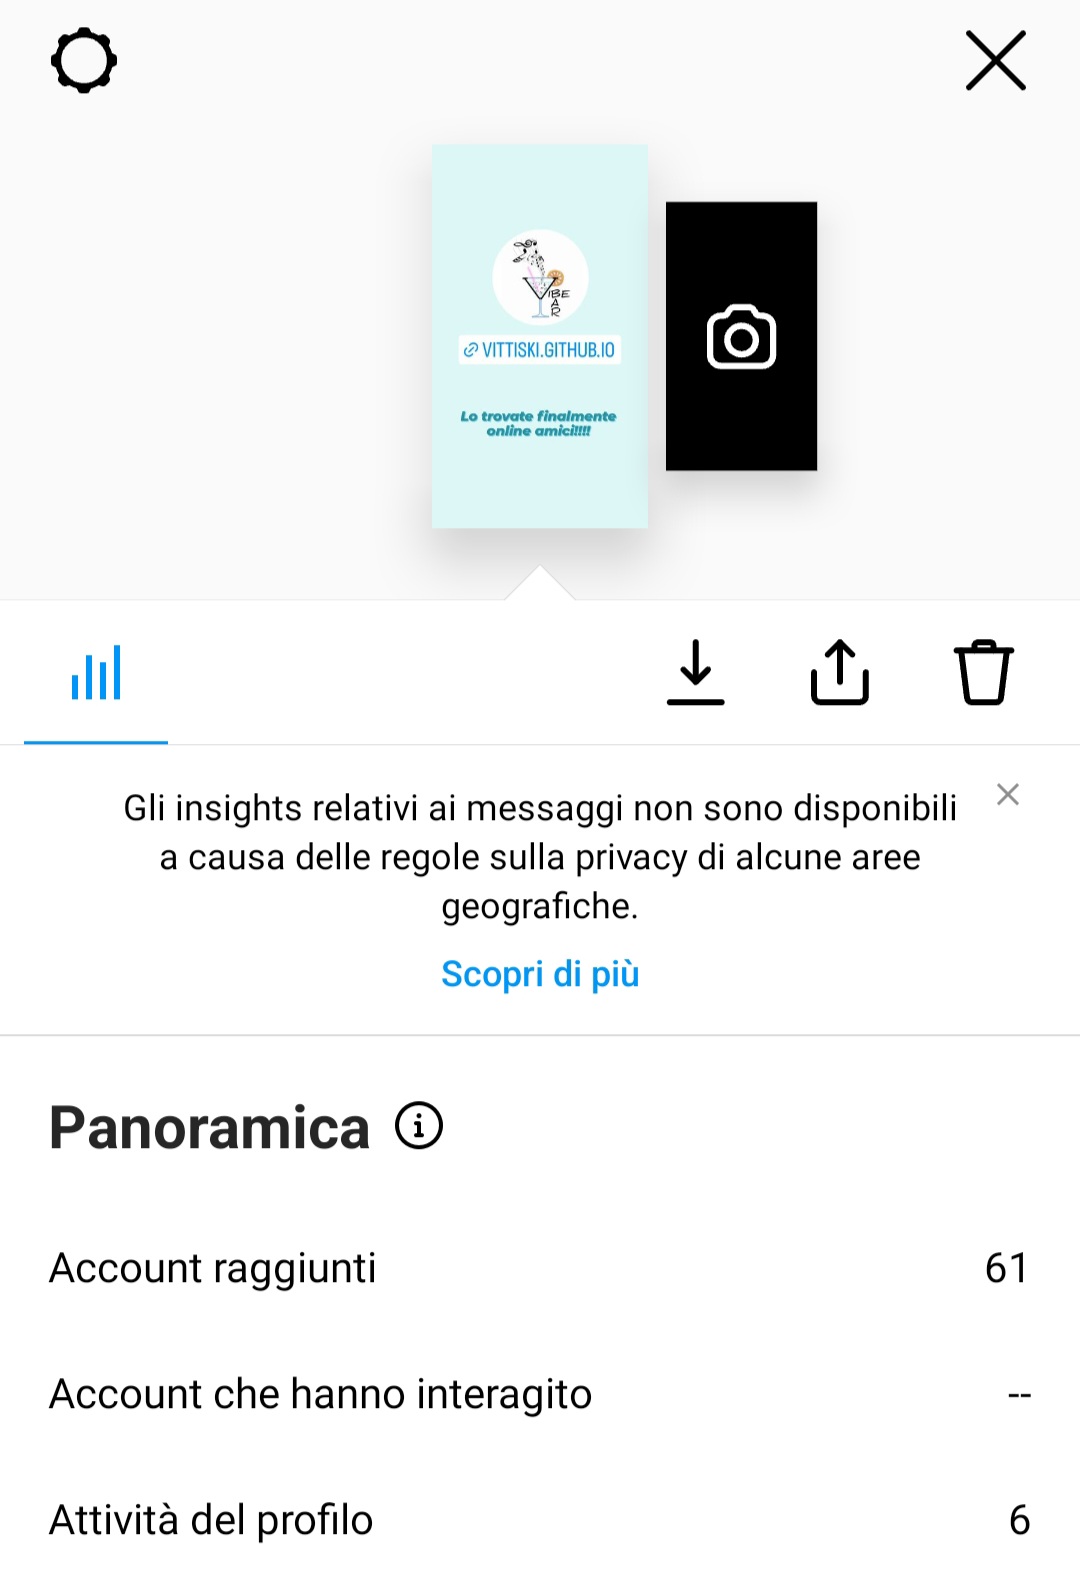 VIBE
BAR
VITTISKI.GITHUB.IO
Lo trovate finalmente
online amici!!!!
Gli insights relativi ai messaggi non sono disponibili
a causa delle regole sulla privacy di alcune aree
geografiche.
Scopri di più
Panoramica
Account raggiunti 61
Account che hanno interagito --
Attività del profilo 6